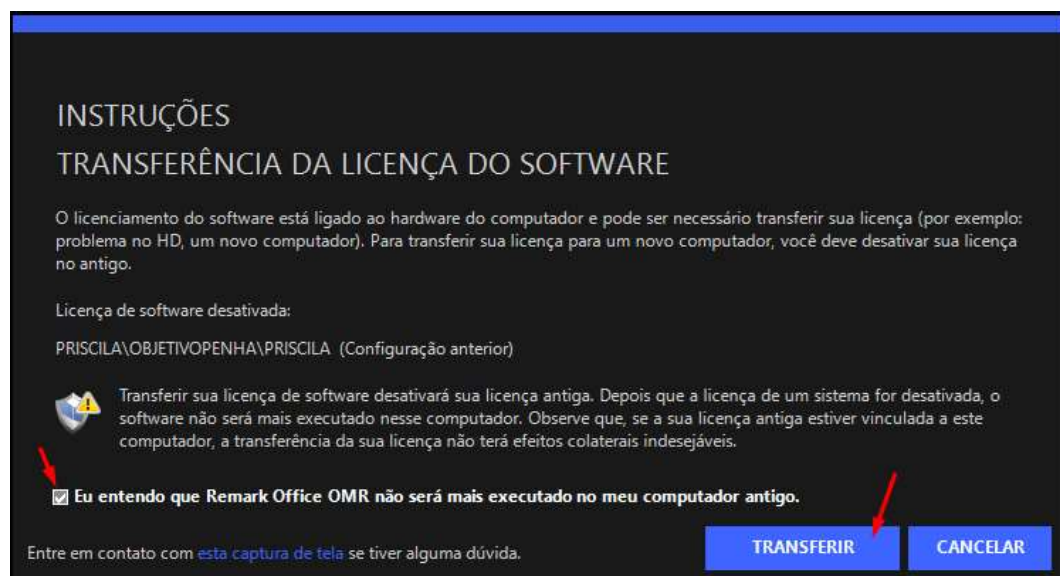 INSTRUÇÕES
TRANSFERÊNCIA DA LICENÇA DO SOFTWARE
O licenciamento do software está ligado ao hardware do computador e pode ser necessário transferir sua licença (por exemplo:
problema no HD, um novo computador). Para transferir sua licença para um novo computador, você deve desativar sua licença
no antigo.
Licença de software desativada:
PRISCILA\OBJETIVOPENHA\PRISCILA (Configuração anterior)
Transferir sua licença de software desativará sua licença antiga. Depois que a licença de um sistema for desativada, o
software não será mais executado nesse computador. Observe que, se a sua licença antiga estiver vinculada a este
computador, a transferência da sua licença não terá efeitos colaterais indesejáveis.
Eu entendo que Remark Office OMR não será mais executado no meu computador antigo.
Entre em contato com esta captura de tela se tiver alguma dúvida.
TRANSFERIR
CANCELAR